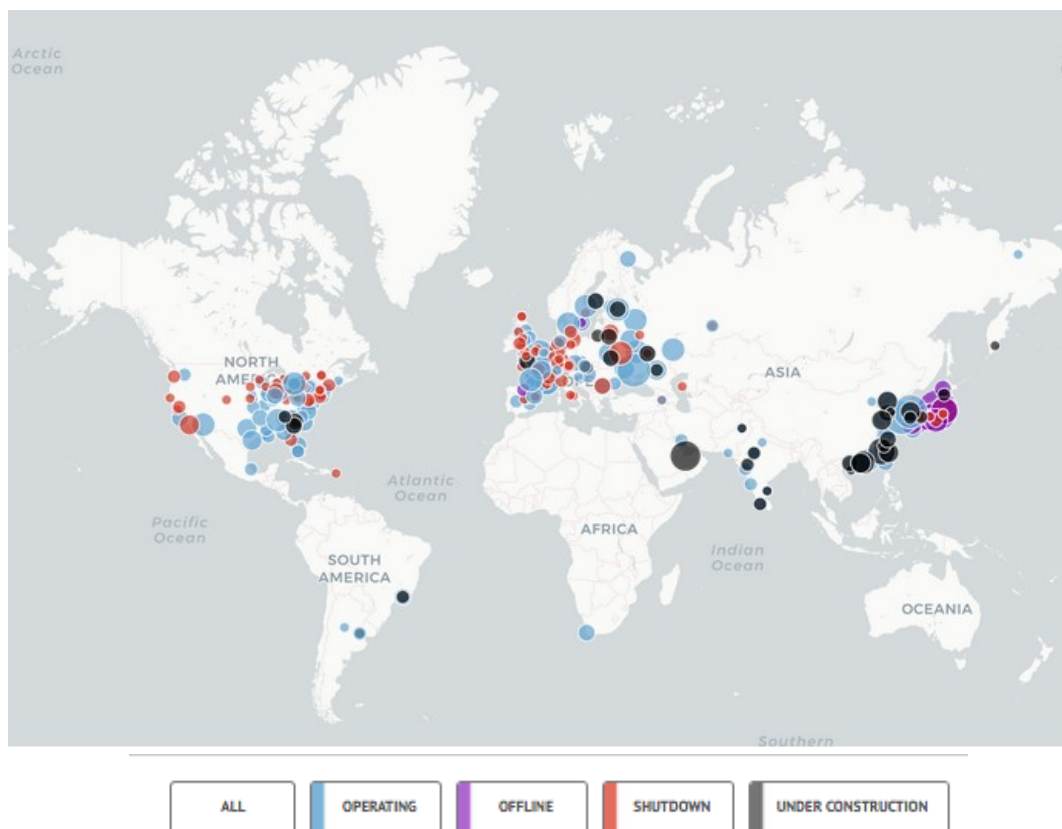 Arctic
Ocean
NORTH
AMERICA
ASIA
Atlantic
Ocean
Pacific
Ocean
AFRICA
SOUTH
AMERICA
Indian
Ocean
OCEANIA
Southern
ALL
OPERATING
OFFLINE
SHUTDOWN
UNDER CONSTRUCTION